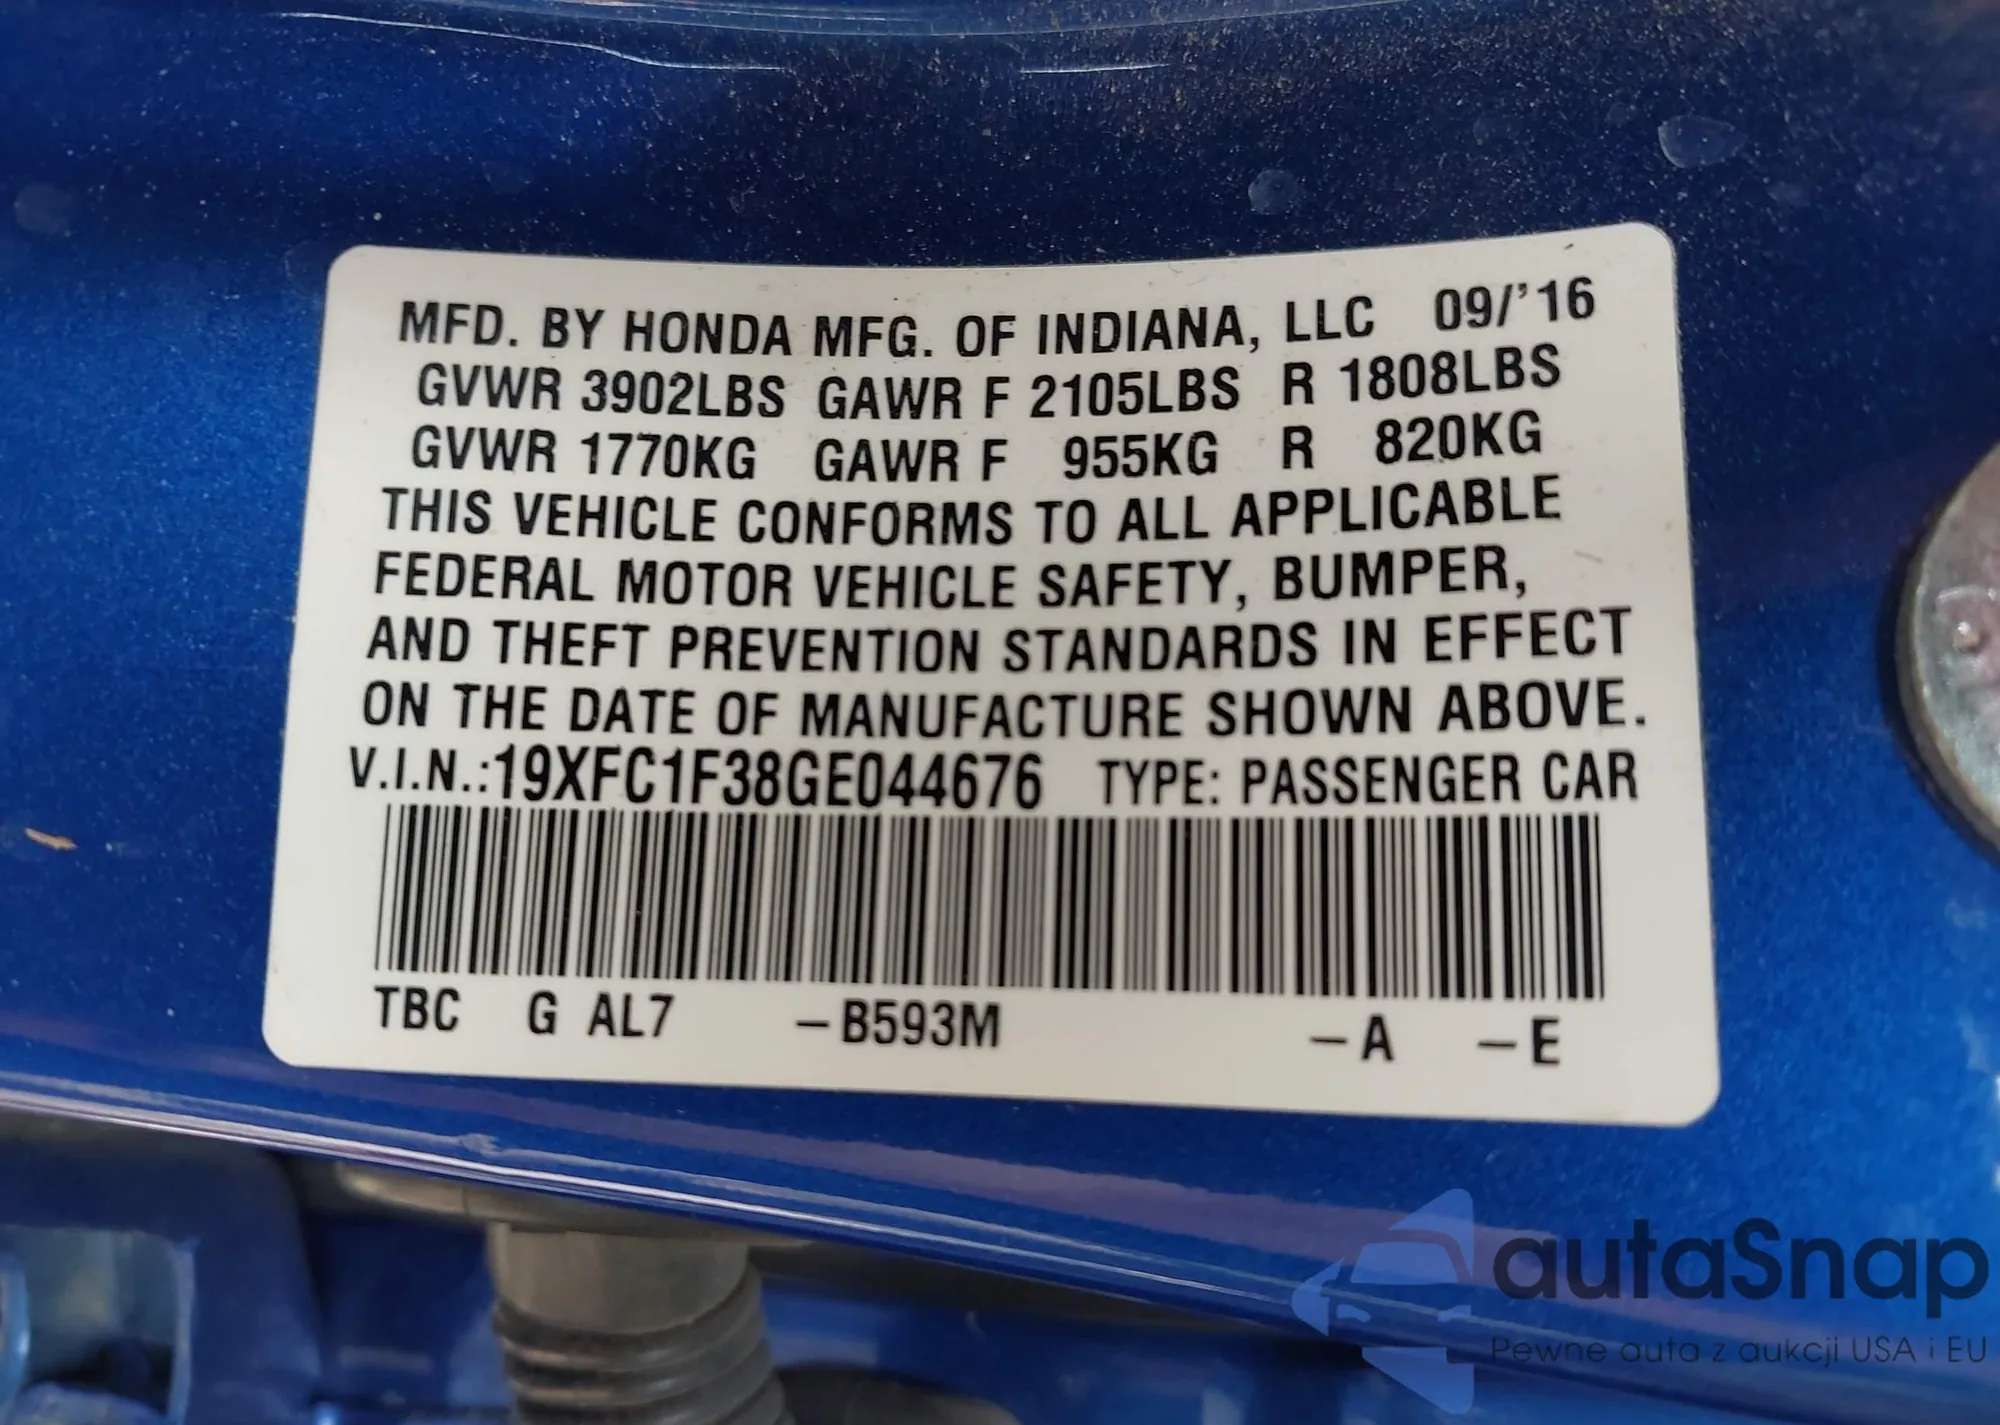 MFD. BY HONDA MFG. OF INDIANA, LLC 09/'16
GVWR 3902LBS GAWR F 2105LBS R 1808LBS
GVWR 1770KG GAWR F 955KG R 820KG
THIS VEHICLE CONFORMS TO ALL APPLICABLE
FEDERAL MOTOR VEHICLE SAFETY, BUMPER,
AND THEFT PREVENTION STANDARDS IN EFFECT
ON THE DATE OF MANUFACTURE SHOWN ABOVE.
V.I.N.:19XFC1F38GE044676 TYPE: PASSENGER CAR
TBC G AL7 –B593M –A –E
autaSnap
Pewne auta z aukcji USA i EU